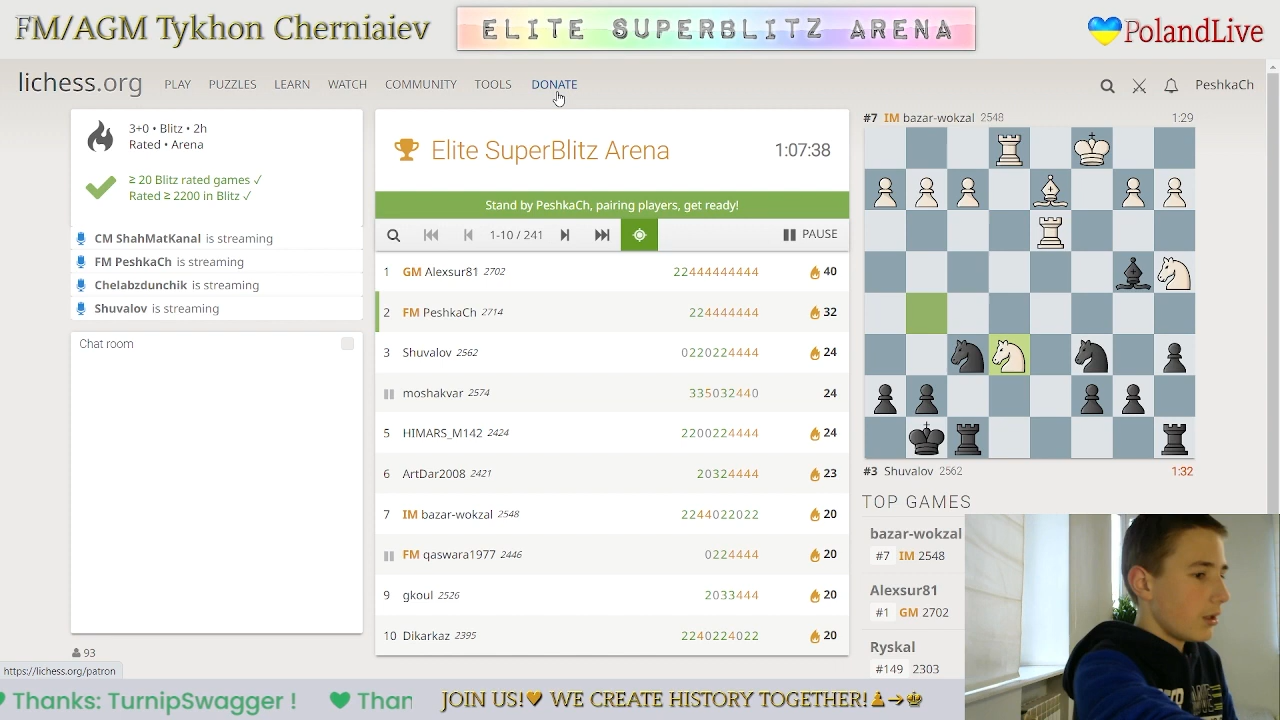 FM/AGM Tykhon Cherniaiev
ELITE SUPERBLITZ ARENA
PolandLive
lichess.org
PLAY
PUZZLES
LEARN
WATCH
COMMUNITY
TOOLS
DONATE
PeshkaCh
3+0 • Blitz • 2h
Rated • Arena
≥ 20 Blitz rated games ✓
Rated ≥ 2200 in Blitz ✓
CM ShahMatKanal is streaming
FM PeshkaCh is streaming
Chelabzdunchik is streaming
Shuvalov is streaming
Chat room
93
https://lichess.org/patron
Elite SuperBlitz Arena 1:07:38
Stand by PeshkaCh, pairing players, get ready!
1-10 / 241
PAUSE
1 GM Alexsur81 2702 22444444444 40
2 FM PeshkaCh 2714 224444444 32
3 Shuvalov 2562 0220224444 24
moshakvar 2574 335032440 24
5 HIMARS_M142 2424 2200224444 24
6 ArtDar2008 2421 20324444 23
7 IM bazar-wokzal 2548 2244022022 20
FM qaswara1977 2446 0224444 20
9 gkoul 2526 2033444 20
10 Dikarkaz 2395 2240224022 20
#7 IM bazar-wokzal 2548 1:29
#3 Shuvalov 2562 1:32
TOP GAMES
bazar-wokzal
#7 IM 2548
Alexsur81
#1 GM 2702
Ryskal
#149 2303
Thanks: TurnipSwagger !
Than
JOIN US! WE CREATE HISTORY TOGETHER!